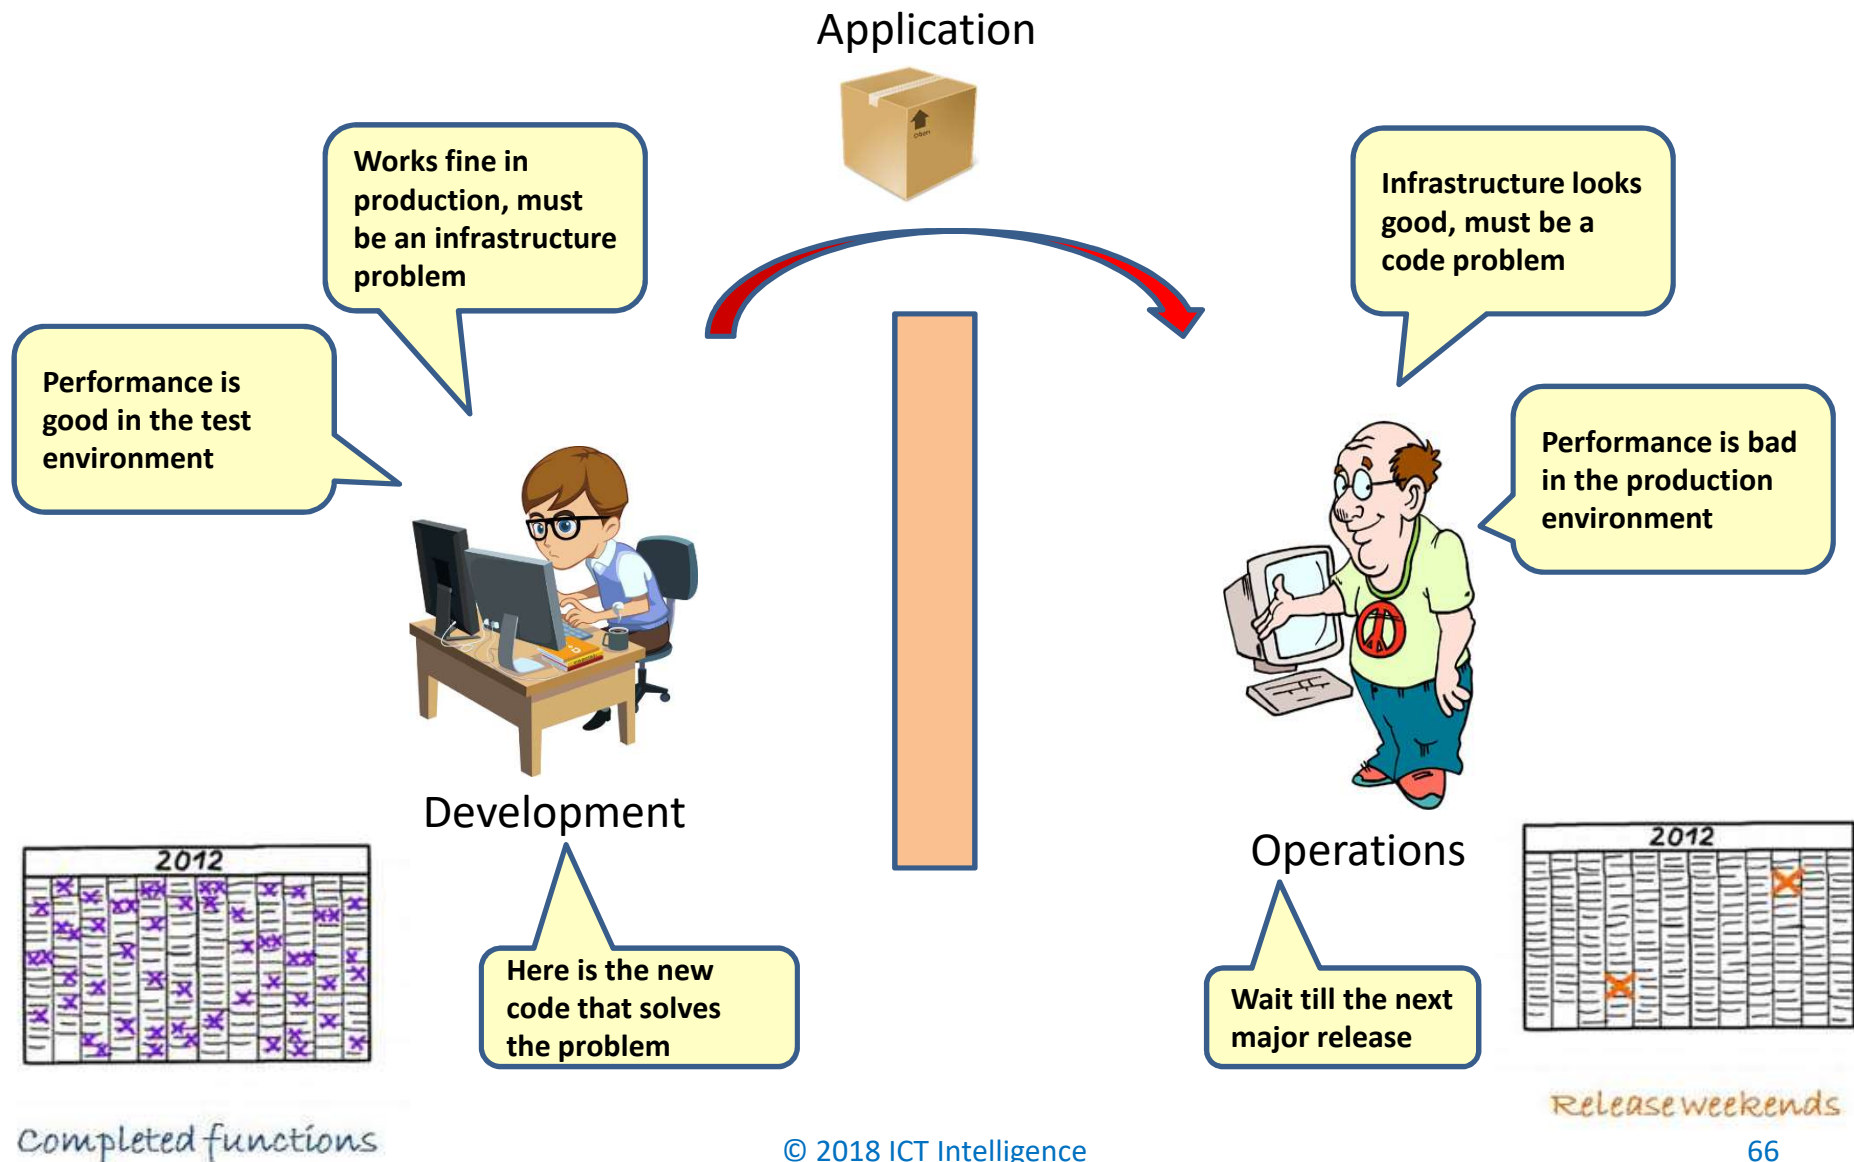 Application
Works fine in
production, must
be an infrastructure
problem
Infrastructure looks
good, must be a
code problem
Performance is
good in the test
environment
Performance is bad
in the production
environment
Development
Operations
2012
2012
Here is the new
code that solves
the problem
Wait till the next
major release
Completed functions
Release weekends
© 2018 ICT Intelligence
66